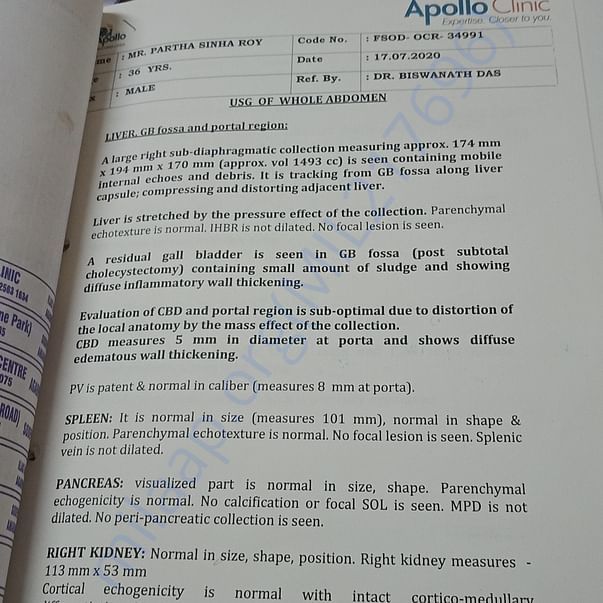 Apollo Clinic
Expertise. Closer to you.
me : MR. PARTHA SINHA ROY Code No. : FSOD- OCR- 34991
e : 36 YRS. Date : 17.07.2020
x : MALE Ref. By. : DR. BISWANATH DAS
USG OF WHOLE ABDOMEN
LIVER, GB fossa and portal region:
A large right sub-diaphragmatic collection measuring approx. 174 mm
x 194 mm x 170 mm (approx. vol 1493 cc) is seen containing mobile
internal echoes and debris. It is tracking from GB fossa along liver
capsule; compressing and distorting adjacent liver.
Liver is stretched by the pressure effect of the collection. Parenchymal
echotexture is normal. IHBR is not dilated. No focal lesion is seen.
A residual gall bladder is seen in GB fossa (post subtotal
cholecystectomy) containing small amount of sludge and showing
diffuse inflammatory wall thickening.
Evaluation of CBD and portal region is sub-optimal due to distortion of
the local anatomy by the mass effect of the collection.
CBD measures 5 mm in diameter at porta and shows diffuse
edematous wall thickening.
PV is patent & normal in caliber (measures 8 mm at porta).
SPLEEN: It is normal in size (measures 101 mm), normal in shape &
position. Parenchymal echotexture is normal. No focal lesion is seen. Splenic
vein is not dilated.
PANCREAS: visualized part is normal in size, shape. Parenchymal
echogenicity is normal. No calcification or focal SOL is seen. MPD is not
dilated. No peri-pancreatic collection is seen.
RIGHT KIDNEY: Normal in size, shape, position. Right kidney measures -
113 mm x 53 mm
Cortical echogenicity is normal with intact cortico-medullary
LINIC
2583 1634
ne Park)
CENTRE
075
ROAD)